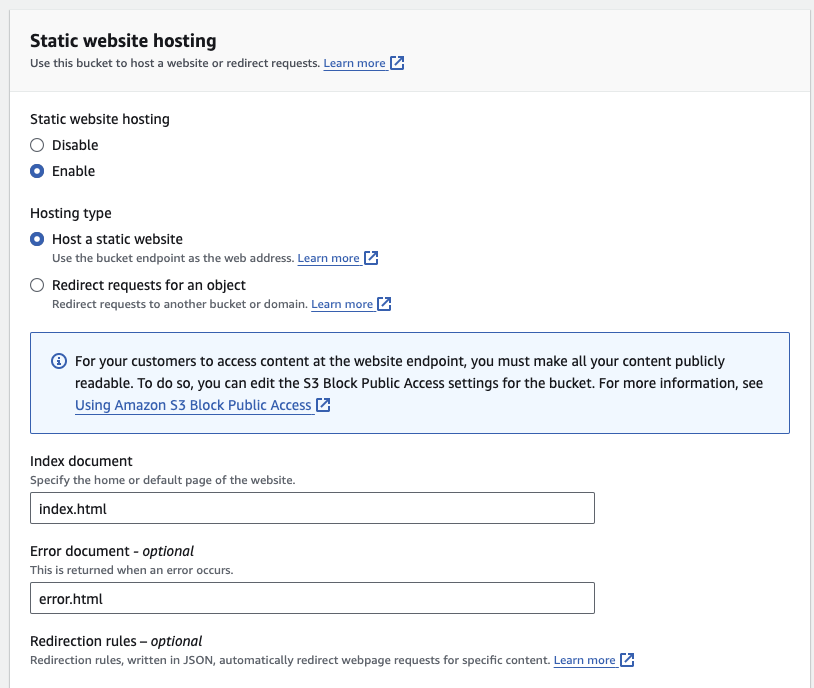 Static website hosting
Use this bucket to host a website or redirect requests. Learn more
Static website hosting
Disable
Enable
Hosting type
Host a static website
Use the bucket endpoint as the web address. Learn more
Redirect requests for an object
Redirect requests to another bucket or domain. Learn more
For your customers to access content at the website endpoint, you must make all your content publicly
readable. To do so, you can edit the S3 Block Public Access settings for the bucket. For more information, see
Using Amazon S3 Block Public Access
Index document
Specify the home or default page of the website.
index.html
Error document - optional
This is returned when an error occurs.
error.html
Redirection rules – optional
Redirection rules, written in JSON, automatically redirect webpage requests for specific content. Learn more